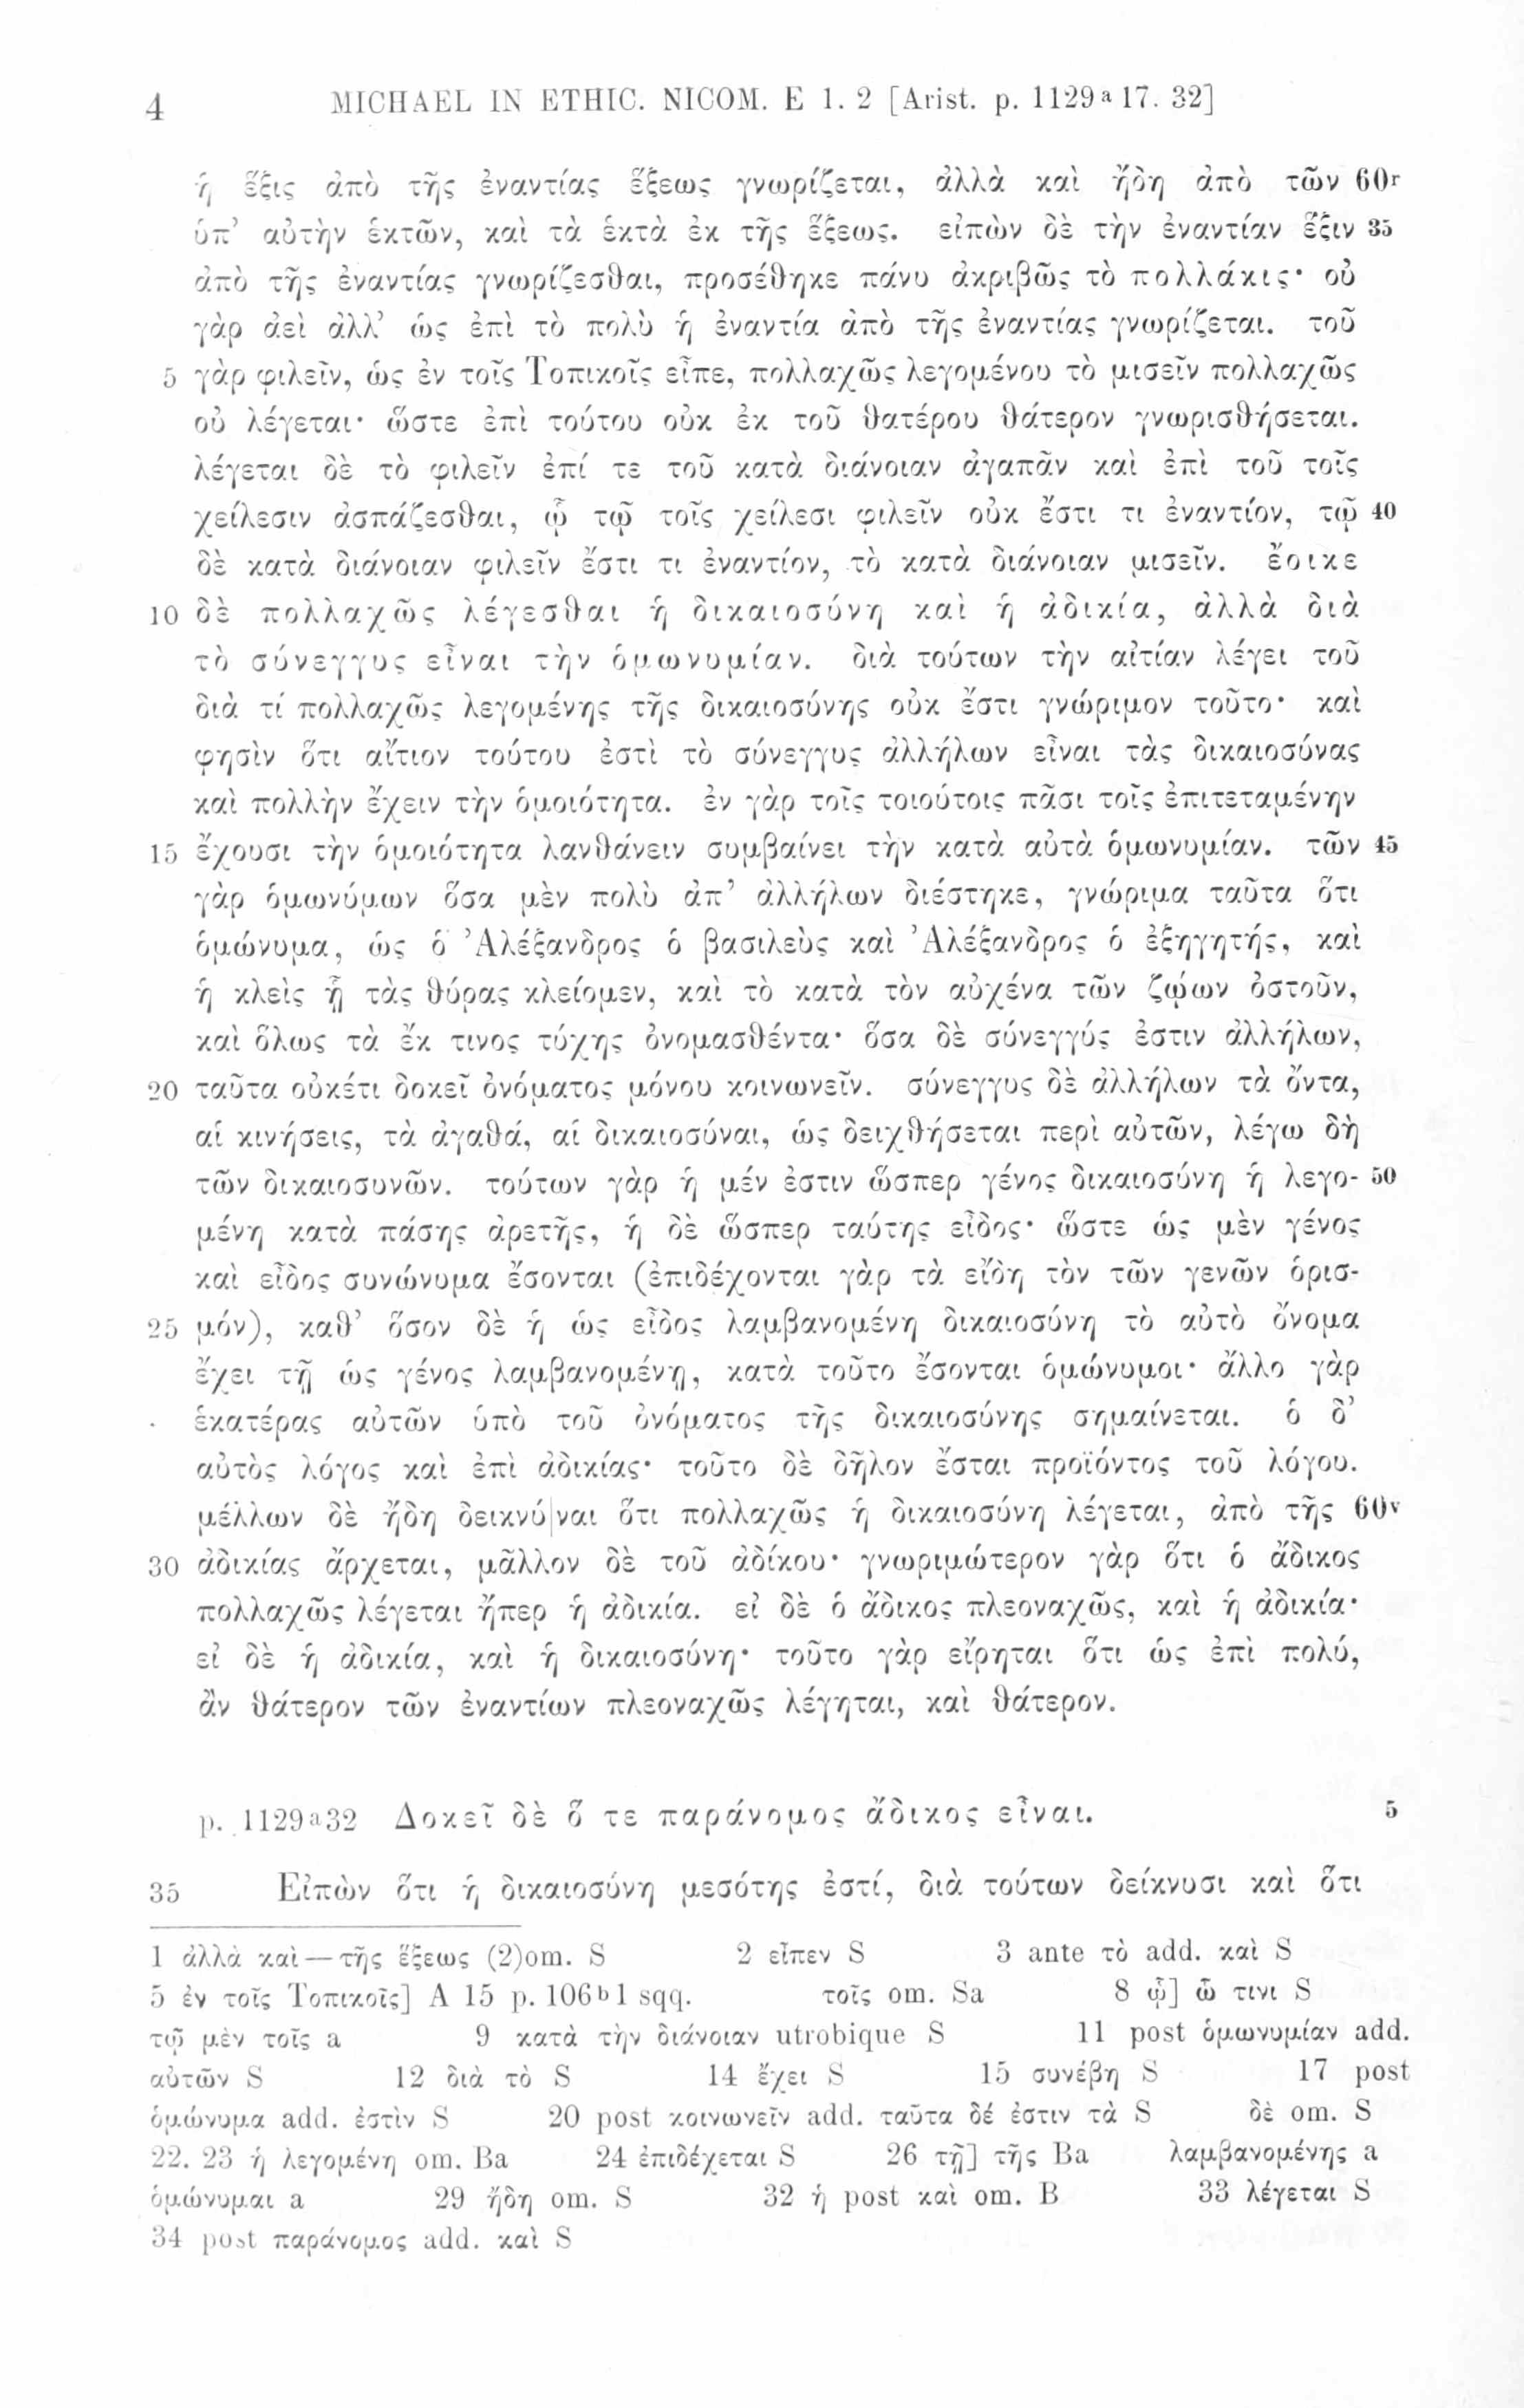 4 MICHAEL IN ETHIC. NICOM. E 1. 2 [Arist. p. 1129ᵃ17. 32]
ἡ ἕξις ἀπὸ τῆς ἐναντίας ἕξεως γνωρίζεται, ἀλλὰ καὶ ἤδη ἀπὸ τῶν 60r
ὑπ’ αὐτὴν ἑκτῶν, καὶ τὰ ἑκτὰ ἐκ τῆς ἕξεως. εἰπὼν δὲ τὴν ἐναντίαν ἕξιν 35
ἀπὸ τῆς ἐναντίας γνωρίζεσθαι, προσέθηκε πάνυ ἀκριβῶς τὸ πολλάκις· οὐ
γὰρ ἀεὶ ἀλλ’ ὡς ἐπὶ τὸ πολὺ ἡ ἐναντία ἀπὸ τῆς ἐναντίας γνωρίζεται. τοῦ
5 γὰρ φιλεῖν, ὡς ἐν τοῖς Τοπικοῖς εἶπε, πολλαχῶς λεγομένου τὸ μισεῖν πολλαχῶς
οὐ λέγεται· ὥστε ἐπὶ τούτου οὐκ ἐκ τοῦ θατέρου θάτερον γνωρισθήσεται.
λέγεται δὲ τὸ φιλεῖν ἐπί τε τοῦ κατὰ διάνοιαν ἀγαπᾶν καὶ ἐπὶ τοῦ τοῖς
χείλεσιν ἀσπάζεσθαι, ᾧ τῷ τοῖς χείλεσι φιλεῖν οὐκ ἔστι τι ἐναντίον, τῷ 40
δὲ κατὰ διάνοιαν φιλεῖν ἔστι τι ἐναντίον, τὸ κατὰ διάνοιαν μισεῖν. ἔοικε
10 δὲ πολλαχῶς λέγεσθαι ἡ δικαιοσύνη καὶ ἡ ἀδικία, ἀλλὰ διὰ
τὸ σύνεγγυς εἶναι τὴν ὁμωνυμίαν. διὰ τούτων τὴν αἰτίαν λέγει τοῦ
διὰ τί πολλαχῶς λεγομένης τῆς δικαιοσύνης οὐκ ἔστι γνώριμον τοῦτο· καὶ
φησὶν ὅτι αἴτιον τούτου ἐστὶ τὸ σύνεγγυς ἀλλήλων εἶναι τὰς δικαιοσύνας
καὶ πολλὴν ἔχειν τὴν ὁμοιότητα. ἐν γὰρ τοῖς τοιούτοις πᾶσι τοῖς ἐπιτεταμένην
15 ἔχουσι τὴν ὁμοιότητα λανθάνειν συμβαίνει τὴν κατὰ αὐτὰ ὁμωνυμίαν. τῶν 45
γὰρ ὁμωνύμων ὅσα μὲν πολὺ ἀπ’ ἀλλήλων διέστηκε, γνώριμα ταῦτα ὅτι
ὁμώνυμα, ὡς ὁ Ἀλέξανδρος ὁ βασιλεὺς καὶ Ἀλέξανδρος ὁ ἐξηγητής, καὶ
ἡ κλεὶς ᾗ τὰς θύρας κλείομεν, καὶ τὸ κατὰ τὸν αὐχένα τῶν ζῴων ὀστοῦν,
καὶ ὅλως τὰ ἔκ τινος τύχης ὀνομασθέντα· ὅσα δὲ σύνεγγύς ἐστιν ἀλλήλων,
20 ταῦτα οὐκέτι δοκεῖ ὀνόματος μόνου κοινωνεῖν. σύνεγγυς δὲ ἀλλήλων τὰ ὄντα,
αἱ κινήσεις, τὰ ἀγαθά, αἱ δικαιοσύναι, ὡς δειχθήσεται περὶ αὐτῶν, λέγω δὴ
τῶν δικαιοσυνῶν. τούτων γὰρ ἡ μέν ἐστιν ὥσπερ γένος δικαιοσύνη ἡ λεγο- 50
μένη κατὰ πάσης ἀρετῆς, ἡ δὲ ὥσπερ ταύτης εἶδος· ὥστε ὡς μὲν γένος
καὶ εἶδος συνώνυμα ἔσονται (ἐπιδέχονται γὰρ τὰ εἴδη τὸν τῶν γενῶν ὁρισ-
25 μόν), καθ’ ὅσον δὲ ἡ ὡς εἶδος λαμβανομένη δικαιοσύνη τὸ αὐτὸ ὄνομα
ἔχει τῇ ὡς γένος λαμβανομένῃ, κατὰ τοῦτο ἔσονται ὁμώνυμοι· ἄλλο γὰρ
ἑκατέρας αὐτῶν ὑπὸ τοῦ ὀνόματος τῆς δικαιοσύνης σημαίνεται. ὁ δ’
αὐτὸς λόγος καὶ ἐπὶ ἀδικίας· τοῦτο δὲ δῆλον ἔσται προϊόντος τοῦ λόγου.
μέλλων δὲ ἤδη δεικνύ|ναι ὅτι πολλαχῶς ἡ δικαιοσύνη λέγεται, ἀπὸ τῆς 60v
30 ἀδικίας ἄρχεται, μᾶλλον δὲ τοῦ ἀδίκου· γνωριμώτερον γὰρ ὅτι ὁ ἄδικος
πολλαχῶς λέγεται ἤπερ ἡ ἀδικία. εἰ δὲ ὁ ἄδικος πλεοναχῶς, καὶ ἡ ἀδικία·
εἰ δὲ ἡ ἀδικία, καὶ ἡ δικαιοσύνη· τοῦτο γὰρ εἴρηται ὅτι ὡς ἐπὶ πολύ,
ἂν θάτερον τῶν ἐναντίων πλεοναχῶς λέγηται, καὶ θάτερον.
p. 1129ᵃ32 Δοκεῖ δὲ ὅ τε παράνομος ἄδικος εἶναι. 5
35 Εἰπὼν ὅτι ἡ δικαιοσύνη μεσότης ἐστί, διὰ τούτων δείκνυσι καὶ ὅτι
1 ἀλλὰ καὶ — τῆς ἕξεως (2)om. S 2 εἶπεν S 3 ante τὸ add. καὶ S
5 ἐν τοῖς Τοπικοῖς] A 15 p. 106ᵇ1 sqq. τοῖς om. Sa 8 ᾧ] ὧ τινι S
τῷ μὲν τοῖς a 9 κατὰ τὴν διάνοιαν utrobique S 11 post ὁμωνυμίαν add.
αὐτῶν S 12 διὰ τὸ S 14 ἔχει S 15 συνέβη S 17 post
ὁμώνυμα add. ἐστὶν S 20 post κοινωνεῖν add. ταῦτα δέ ἐστιν τὰ S δὲ om. S
22. 23 ἡ λεγομένη om. Ba 24 ἐπιδέχεται S 26 τῇ] τῆς Ba λαμβανομένης a
ὁμώνυμαι a 29 ἤδη om. S 32 ἡ post καὶ om. B 33 λέγεται S
34 post παράνομος add. καὶ S